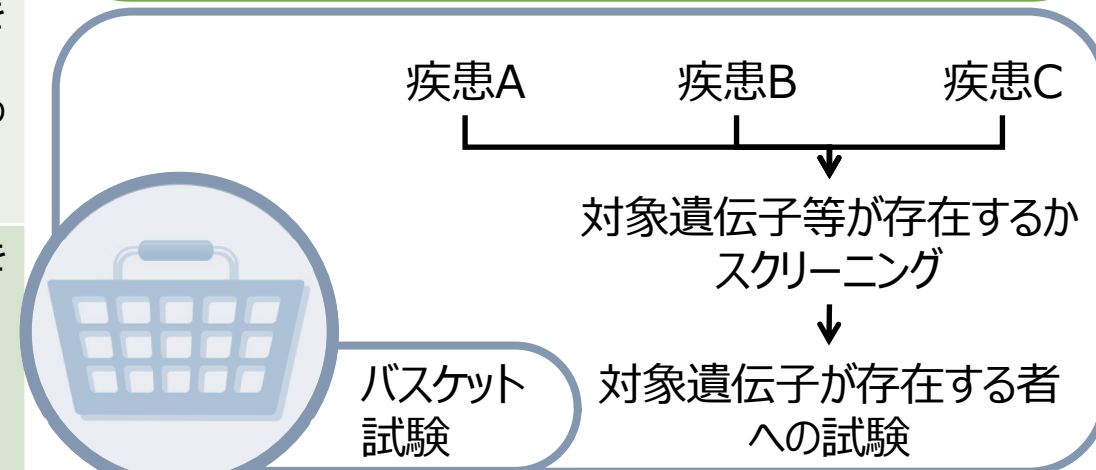 疾患A 疾患B 疾患C
対象遺伝子等が存在するか
スクリーニング
バスケット
試験
対象遺伝子が存在する者
への試験